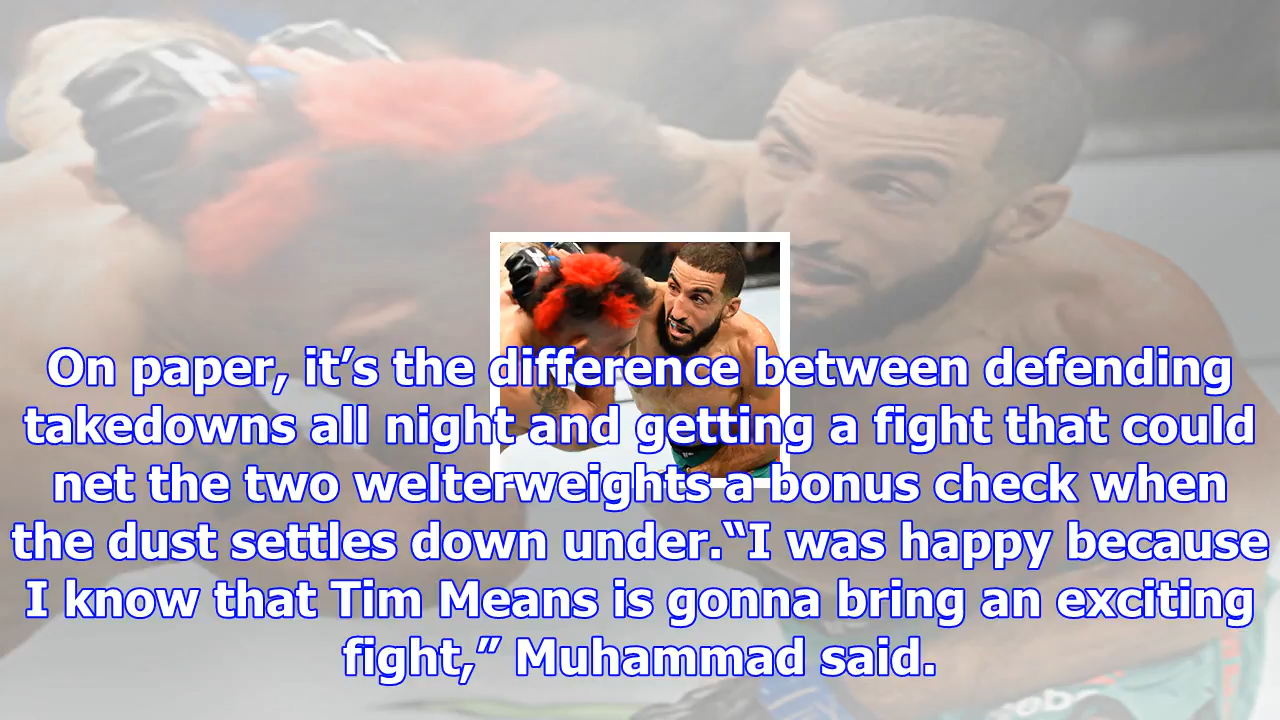 On paper, it’s the difference between defending
takedowns all night and getting a fight that could
net the two welterweights a bonus check when
the dust settles down under.“I was happy because
I know that Tim Means is gonna bring an exciting
fight,” Muhammad said.